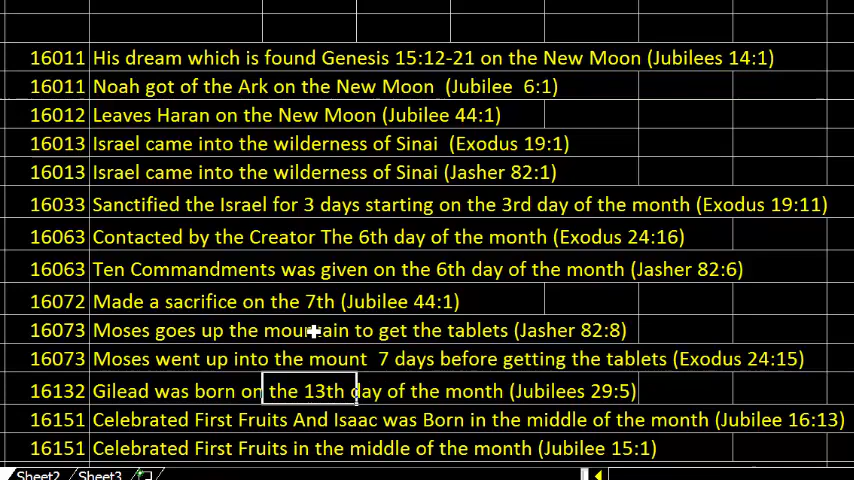 16011 His dream which is found Genesis 15:12-21 on the New Moon (Jubilees 14:1)
16011 Noah got of the Ark on the New Moon (Jubilee 6:1)
16012 Leaves Haran on the New Moon (Jubilee 44:1)
16013 Israel came into the wilderness of Sinai (Exodus 19:1)
16013 Israel came into the wilderness of Sinai (Jasher 82:1)
16033 Sanctified the Israel for 3 days starting on the 3rd day of the month (Exodus 19:11)
16063 Contacted by the Creator The 6th day of the month (Exodus 24:16)
16063 Ten Commandments was given on the 6th day of the month (Jasher 82:6)
16072 Made a sacrifice on the 7th (Jubilee 44:1)
16073 Moses goes up the mountain to get the tablets (Jasher 82:8)
16073 Moses went up into the mount 7 days before getting the tablets (Exodus 24:15)
16132 Gilead was born on the 13th day of the month (Jubilees 29:5)
16151 Celebrated First Fruits And Isaac was Born in the middle of the month (Jubilee 16:13)
16151 Celebrated First Fruits in the middle of the month (Jubilee 15:1)
Sheet2 Sheet3